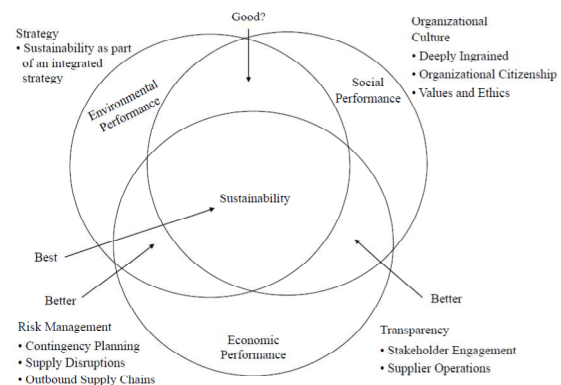 Good?
Strategy
• Sustainability as part
of an integrated
strategy
Organizational
Culture
• Deeply Ingrained
• Organizational Citizenship
• Values and Ethics
Environmental
Performance
Social
Performance
Sustainability
Best
Better
Better
Risk Management
• Contingency Planning
• Supply Disruptions
• Outbound Supply Chains
Economic
Performance
Transparency
• Stakeholder Engagement
• Supplier Operations